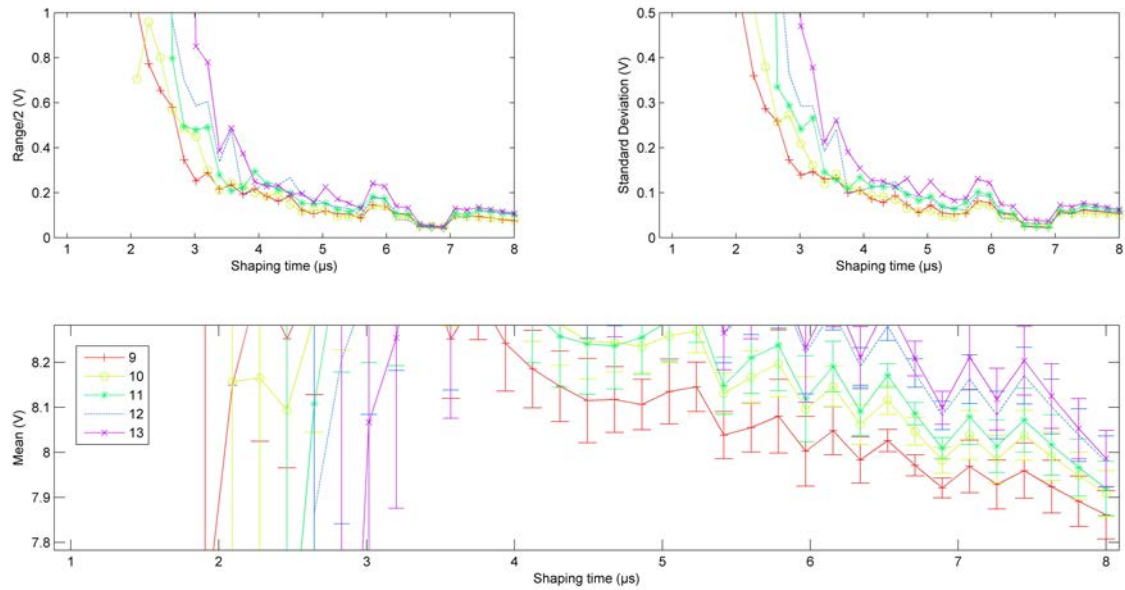 1
0.8
0.6
0.4
0.2
0
Range/2 (V)
1 2 3 4 5 6 7 8
Shaping time (µs)
0.5
0.4
0.3
0.2
0.1
0
Standard Deviation (V)
1 2 3 4 5 6 7 8
Shaping time (µs)
8.2
8.1
8
7.9
7.8
Mean (V)
9
10
11
12
13
1 2 3 4 5 6 7 8
Shaping time (µs)